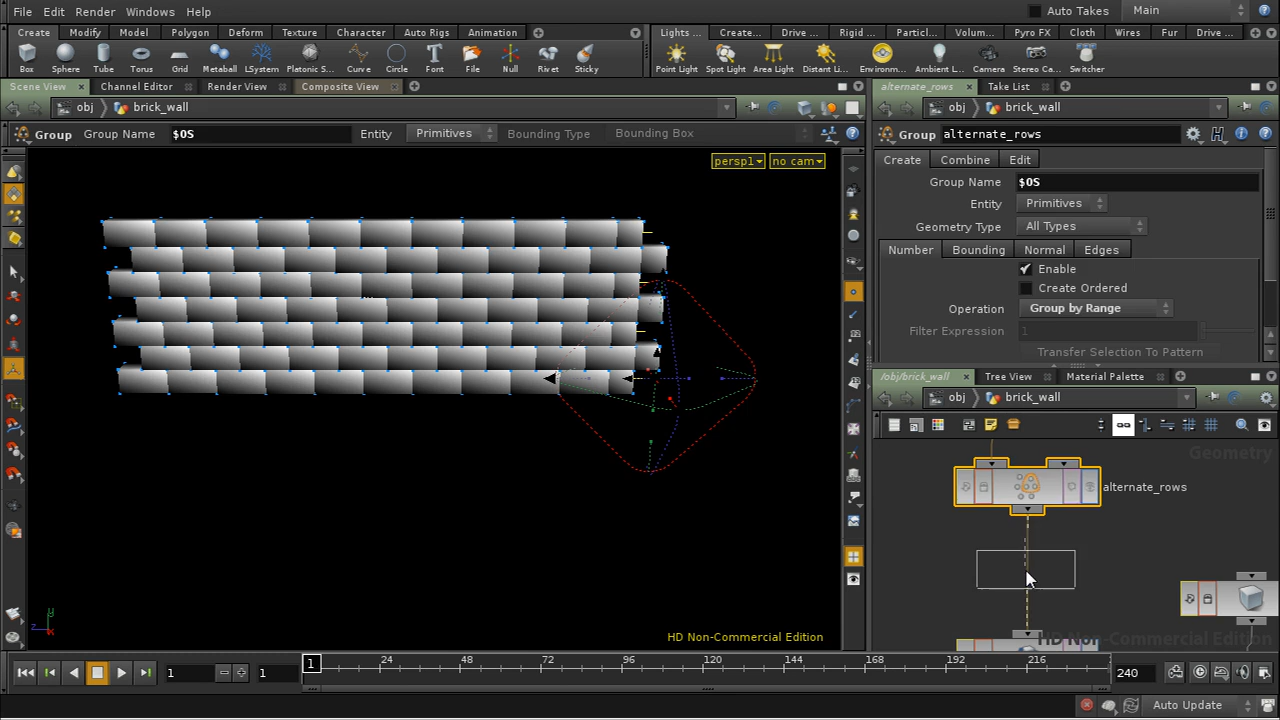 File Edit Render Windows Help Auto Takes Main
Create Modify Model Polygon Deform Texture Character Auto Rigs Animation Lights ... Create... Drive ... Rigid ... Particl... Volum... Pyro FX Cloth Wires Fur Drive ...
Box Sphere Tube Torus Grid Metaball LSystem Platonic S... Curve Circle Font File Null Rivet Sticky Point Light Spot Light Area Light Distant Li... Environm... Ambient L... Camera Stereo Ca... Switcher
Scene View Channel Editor Render View Composite View alternate_rows Take List
obj brick_wall obj brick_wall
Group Group Name $OS Entity Primitives Bounding Type Bounding Box Group alternate_rows
Create Combine Edit
perspl no cam
Group Name $OS
Entity Primitives
Geometry Type All Types
Number Bounding Normal Edges
Enable
Create Ordered
Operation Group by Range
Filter Expression 1
Transfer Selection To Pattern
/obj/brick_wall Tree View Material Palette
obj brick_wall
Geometry
alternate_rows
HD Non-Commercial Edition HD Non-Commercial Edition
1 1 1 24 48 72 96 120 144 168 192 216 240
Auto Update